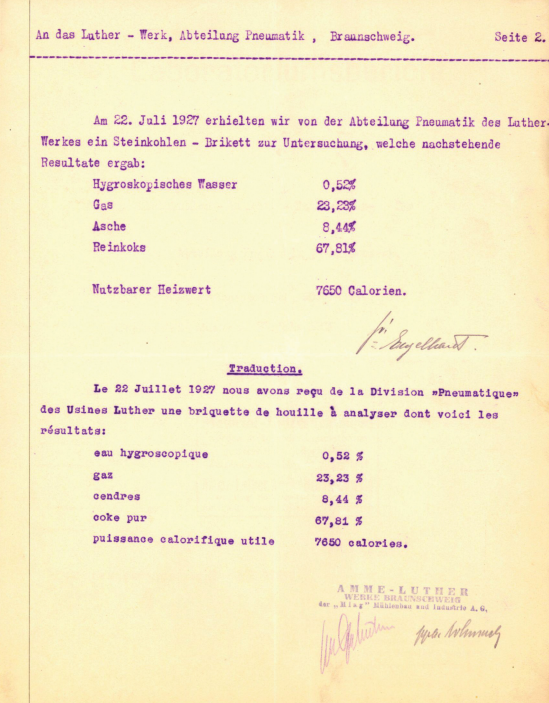 An das Luther - Werk, Abteilung Pneumatik , Braunschweig. Seite 2.
Am 22. Juli 1927 erhielten wir von der Abteilung Pneumatik des Luther-
Werkes ein Steinkohlen - Brikett zur Untersuchung, welche nachstehende
Resultate ergab:
Hygroskopisches Wasser 0,52%
Gas 23,23%
Asche 8,44%
Reinkoks 67,81%
Nutzbarer Heizwert 7650 Calorien.
Engelhardt.
Traduction.
Le 22 Juillet 1927 nous avons reçu de la Division "Pneumatique"
des Usines Luther une briquette de houille à analyser dont voici les
résultats:
eau hygroscopique 0,52 %
gaz 23,23 %
cendres 8,44 %
coke pur 67,81 %
puissance calorifique utile 7650 calories.
AMME-LUTHER
WERKE BRAUNSCHWEIG
der „Miag" Mühlenbau und Industrie A. G.